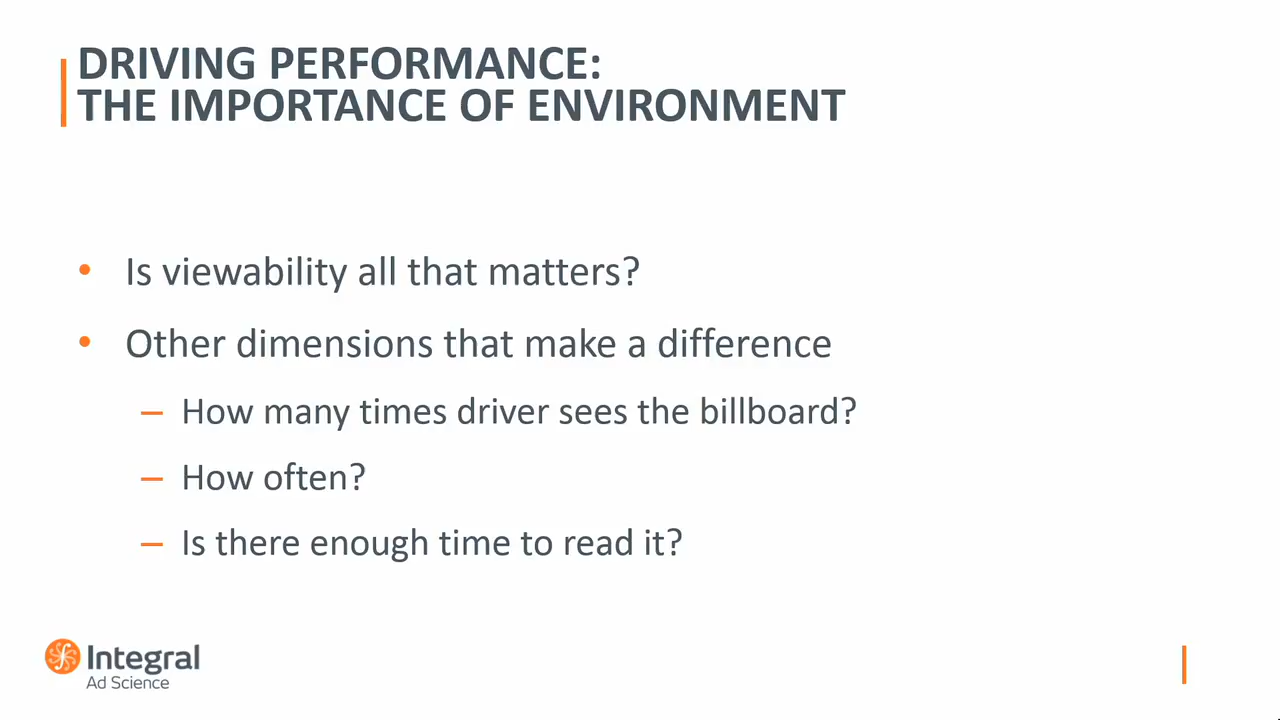 DRIVING PERFORMANCE:
THE IMPORTANCE OF ENVIRONMENT
• Is viewability all that matters?
• Other dimensions that make a difference
– How many times driver sees the billboard?
– How often?
– Is there enough time to read it?
Integral
Ad Science